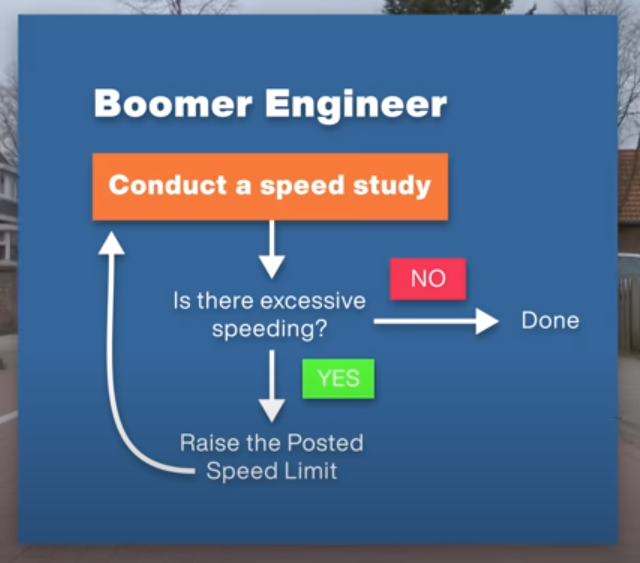 Boomer Engineer
Conduct a speed study
Is there excessive
speeding?
NO
Done
YES
Raise the Posted
Speed Limit